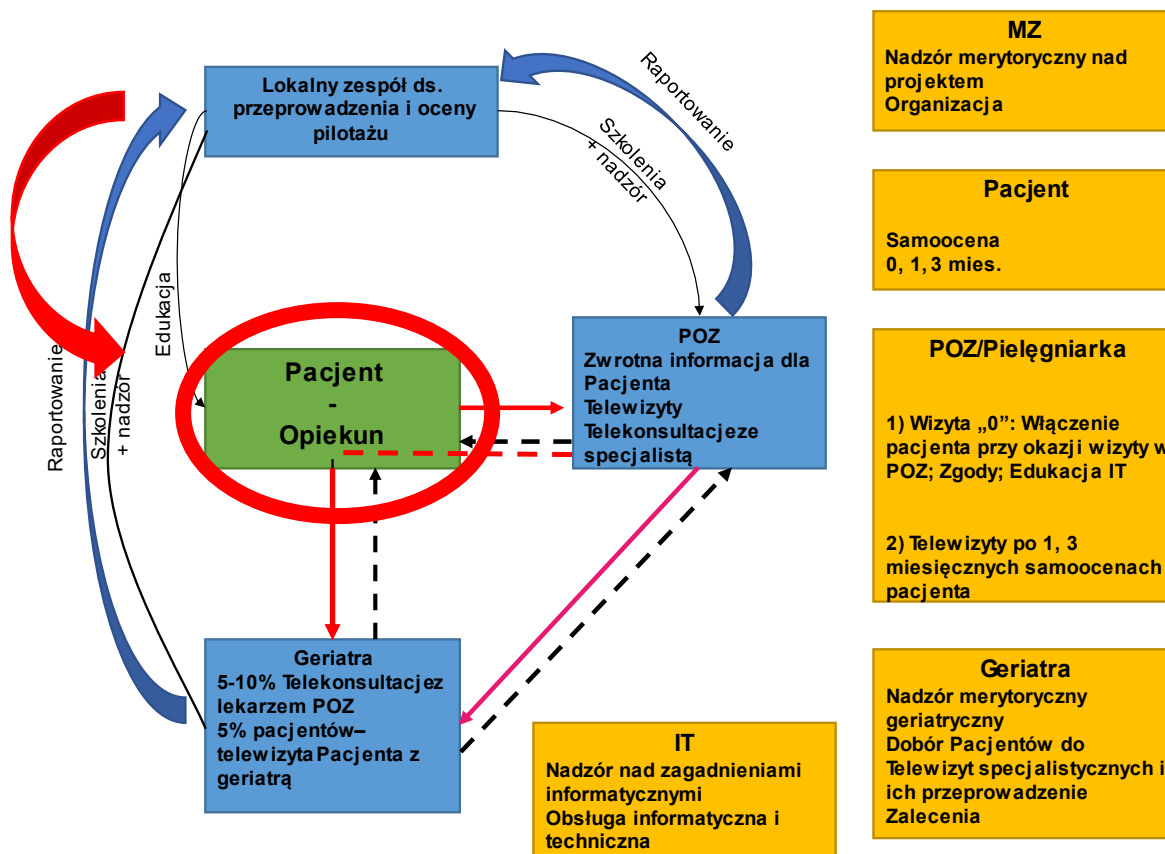 Lokalny zespół ds.
przeprowadzenia i oceny
pilotażu
Raportowanie
Szkolenia
+ nadzór
Edukacja
Raportowanie
Szkolenia
+ nadzór
Pacjent
-
Opiekun
POZ
Zwrotna informacja dla
Pacjenta
Telewizyty
Telekonsultacjeze
specjalistą
Geriatra
5-10% Telekonsultacjez
lekarzem POZ
5% pacjentów–
telewizyta Pacjenta z
geriatrą
IT
Nadzór nad zagadnieniami
informatycznymi
Obsługa informatyczna i
techniczna
MZ
Nadzór merytoryczny nad
projektem
Organizacja
Pacjent
Samoocena
0, 1, 3 mies.
POZ/Pielęgniarka
1) Wizyta „0”: Włączenie
pacjenta przy okazji wizyty w
POZ; Zgody; Edukacja IT
2) Telewizyty po 1, 3
miesięcznych samoocenach
pacjenta
Geriatra
Nadzór merytoryczny
geriatryczny
Dobór Pacjentów do
Telewizyt specjalistycznych i
ich przeprowadzenie
Zalecenia